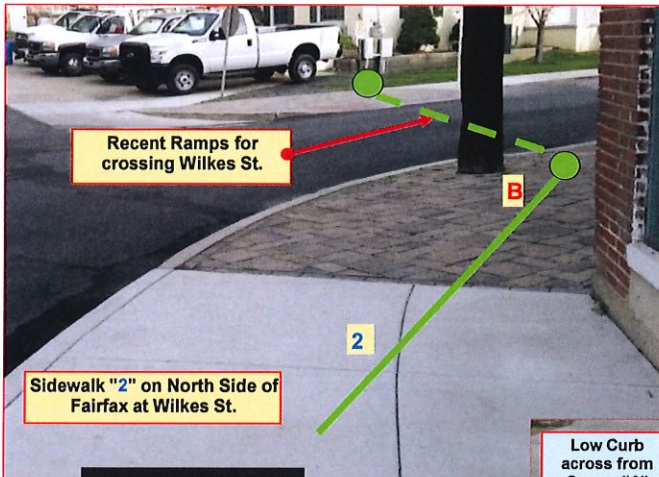 Recent Ramps for
crossing Wilkes St.
B
2
Sidewalk "2" on North Side of
Fairfax at Wilkes St.
Low Curb
across from